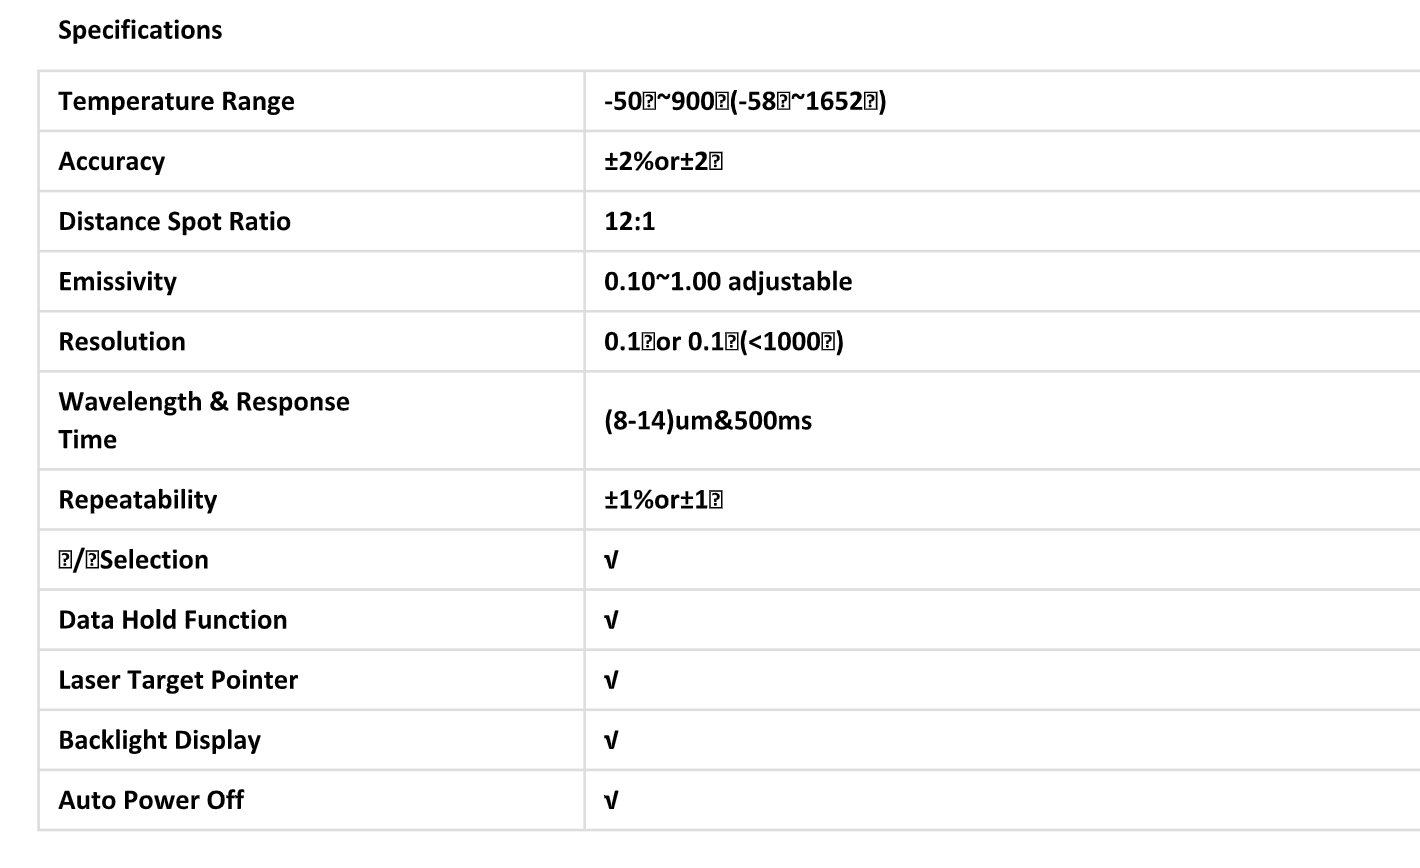 Specifications
Temperature Range
-50⍰~900⍰(-58⍰~1652⍰)
Accuracy
±2%or±2⍰
Distance Spot Ratio
12:1
Emissivity
0.10~1.00 adjustable
Resolution
0.1⍰or 0.1⍰(<1000⍰)
Wavelength & Response
Time
(8-14)um&500ms
Repeatability
±1%or±1⍰
⍰/⍰Selection
√
Data Hold Function
√
Laser Target Pointer
√
Backlight Display
√
Auto Power Off
√